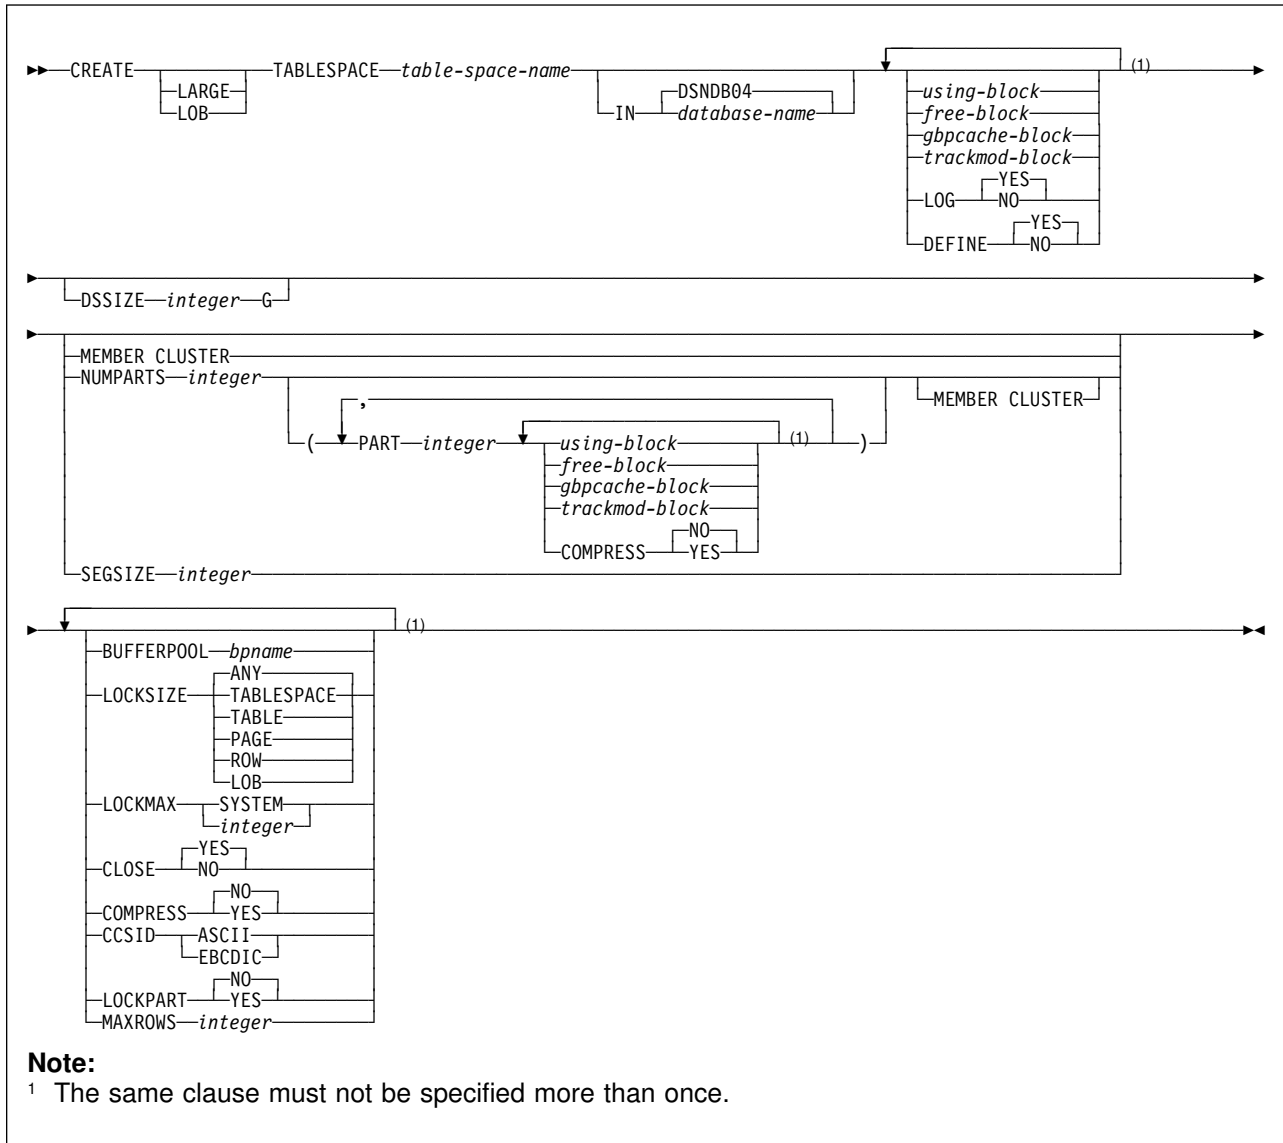 CREATE TABLESPACE table-space-name (1)
LARGE DSNDB04 using-block
LOB IN database-name free-block
gbpcache-block
trackmod-block
YES
LOG NO
YES
DEFINE NO
DSSIZE integer G
MEMBER CLUSTER
NUMPARTS integer
, MEMBER CLUSTER
( PART integer using-block (1) )
free-block
gbpcache-block
trackmod-block
NO
COMPRESS YES
SEGSIZE integer
(1)
BUFFERPOOL bpname
ANY
LOCKSIZE TABLESPACE
TABLE
PAGE
ROW
LOB
LOCKMAX SYSTEM
integer
YES
CLOSE NO
NO
COMPRESS YES
CCSID ASCII
EBCDIC
NO
LOCKPART YES
MAXROWS integer
Note:
1 The same clause must not be specified more than once.